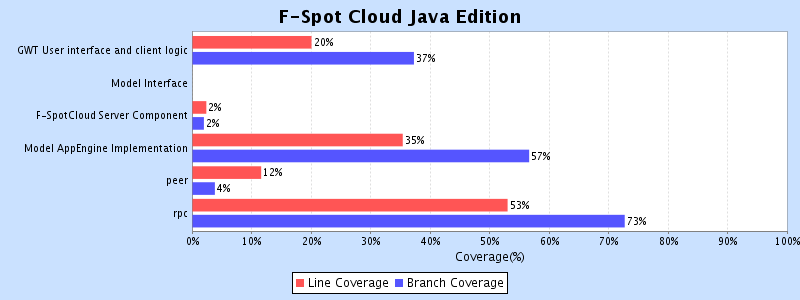 F-Spot Cloud Java Edition
GWT User interface and client logic
20%
37%
Model Interface
F-SpotCloud Server Component
2%
2%
Model AppEngine Implementation
35%
57%
peer
12%
4%
rpc
53%
73%
0% 10% 20% 30% 40% 50% 60% 70% 80% 90% 100%
Coverage(%)
Line Coverage Branch Coverage